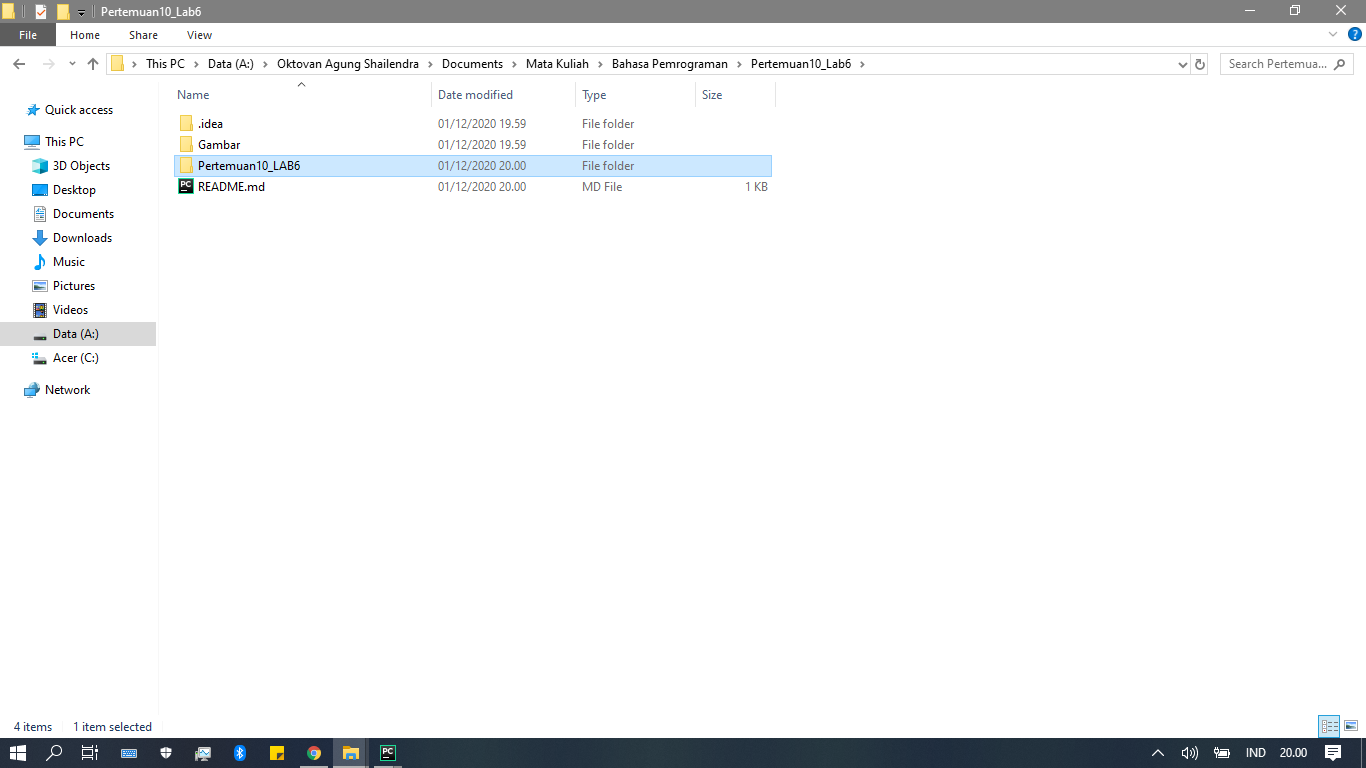 Pertemuan10_Lab6
File Home Share View
This PC Data (A:) Oktovan Agung Shailendra Documents Mata Kuliah Bahasa Pemrograman Pertemuan10_Lab6 Search Pertemua...
Name Date modified Type Size
.idea 01/12/2020 19.59 File folder
Gambar 01/12/2020 19.59 File folder
Pertemuan10_LAB6 01/12/2020 20.00 File folder
README.md 01/12/2020 20.00 MD File 1 KB
Quick access
This PC
3D Objects
Desktop
Documents
Downloads
Music
Pictures
Videos
Data (A:)
Acer (C:)
Network
4 items 1 item selected
PC IND 20.00